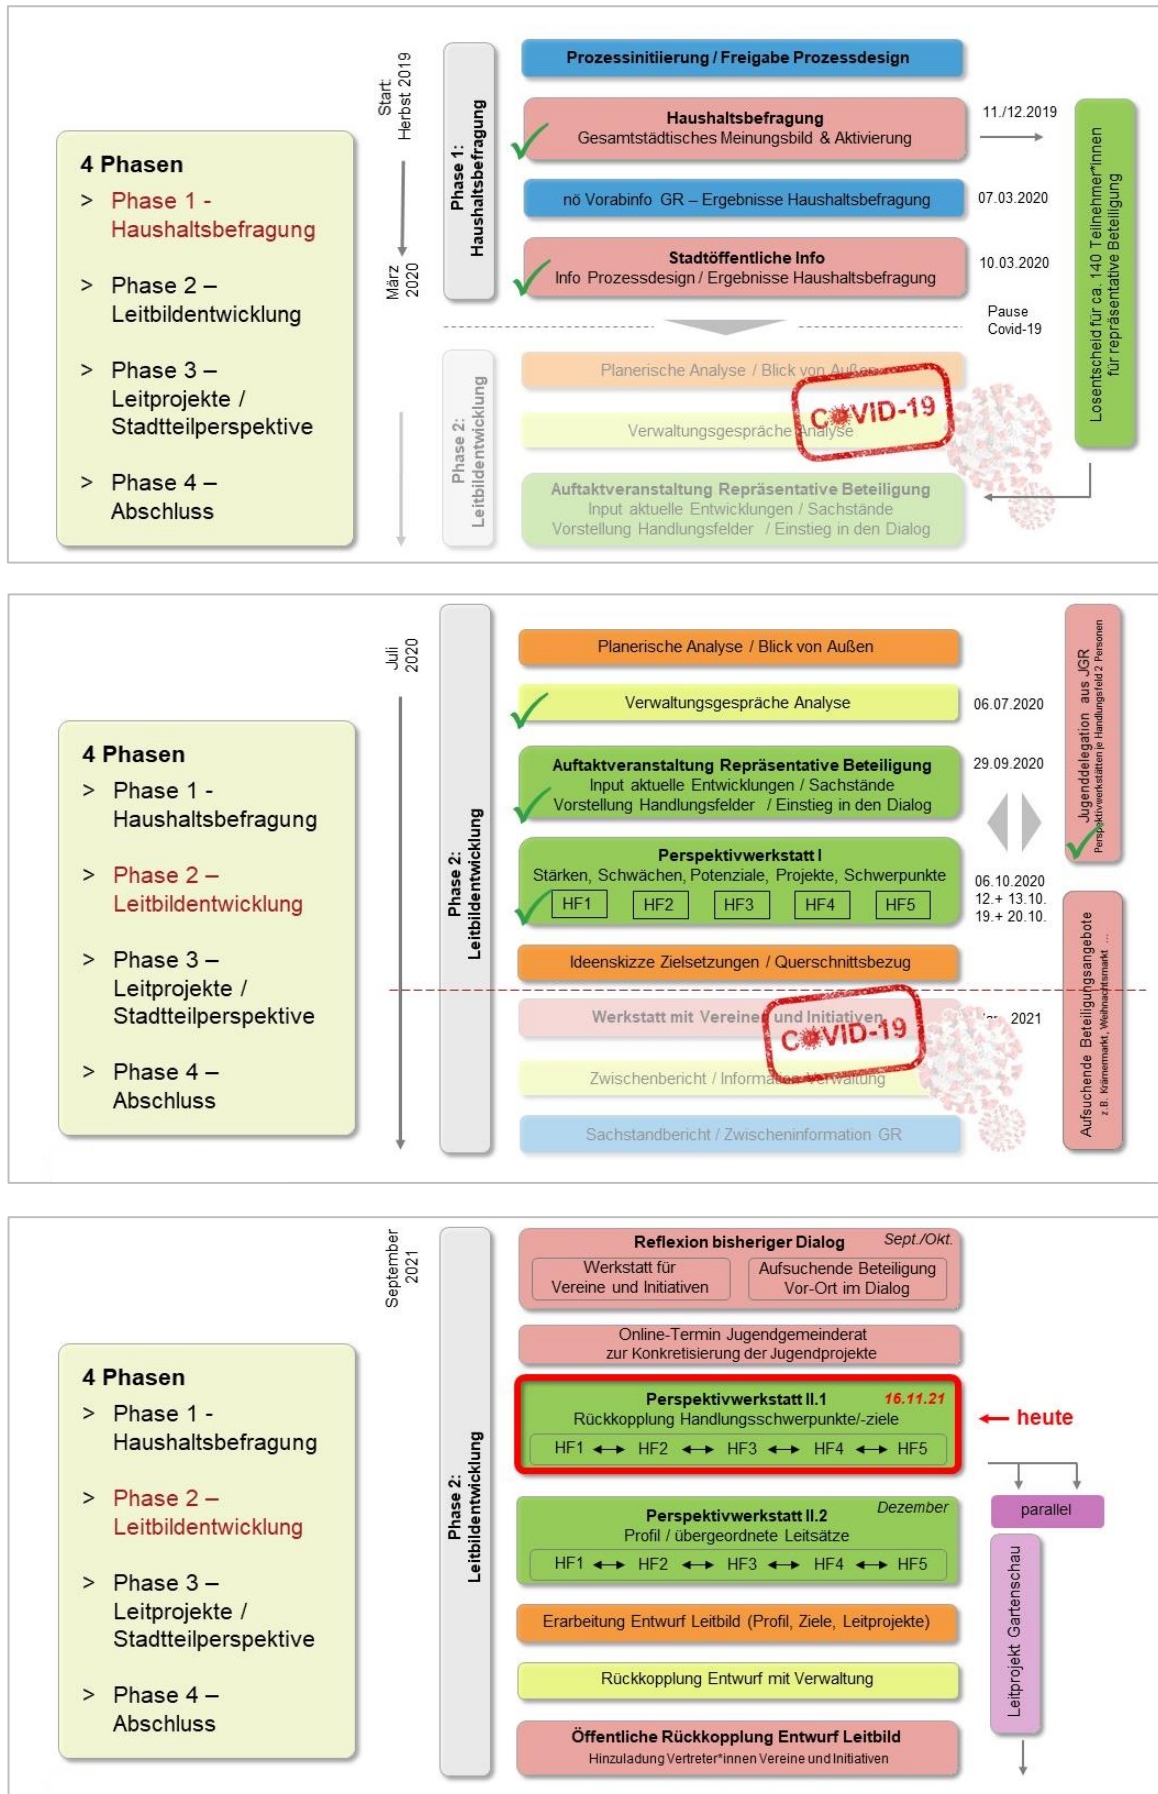 4 Phasen
> Phase 1 -
Haushaltsbefragung
> Phase 2 –
Leitbildentwicklung
> Phase 3 –
Leitprojekte /
Stadtteilperspektive
> Phase 4 –
Abschluss
Start:
Herbst 2019
März
2020
Phase 1:
Haushaltsbefragung
Prozessinitiierung / Freigabe Prozessdesign
Haushaltsbefragung
Gesamtstädtisches Meinungsbild & Aktivierung
11./12.2019
nö Vorabinfo GR – Ergebnisse Haushaltsbefragung
07.03.2020
Stadtöffentliche Info
Info Prozessdesign / Ergebnisse Haushaltsbefragung
10.03.2020
Pause
Covid-19
Losentscheid für ca. 140 Teilnehmer*innen
für repräsentative Beteiligung
Phase 2:
Leitbildentwicklung
Planerische Analyse / Blick von Außen
COVID-19
Verwaltungsgespräche Analyse
Auftaktveranstaltung Repräsentative Beteiligung
Input aktuelle Entwicklungen / Sachstände
Vorstellung Handlungsfelder / Einstieg in den Dialog
4 Phasen
> Phase 1 -
Haushaltsbefragung
> Phase 2 –
Leitbildentwicklung
> Phase 3 –
Leitprojekte /
Stadtteilperspektive
> Phase 4 –
Abschluss
Juli
2020
Phase 2:
Leitbildentwicklung
Planerische Analyse / Blick von Außen
Verwaltungsgespräche Analyse
06.07.2020
Auftaktveranstaltung Repräsentative Beteiligung
Input aktuelle Entwicklungen / Sachstände
Vorstellung Handlungsfelder / Einstieg in den Dialog
29.09.2020
Perspektivwerkstatt I
Stärken, Schwächen, Potenziale, Projekte, Schwerpunkte
HF1 HF2 HF3 HF4 HF5
06.10.2020
12.+ 13.10.
19.+ 20.10.
Ideenskizze Zielsetzungen / Querschnittsbezug
Werkstatt mit Vereinen und Initiativen
2021
COVID-19
Zwischenbericht / Information Verwaltung
Sachstandbericht / Zwischeninformation GR
Jugenddelegation aus JGR
Perspektivwerkstätten je Handlungsfeld 2 Personen
Aufsuchende Beteiligungsangebote
z.B. Krämermarkt, Weihnachtsmarkt ...
4 Phasen
> Phase 1 -
Haushaltsbefragung
> Phase 2 –
Leitbildentwicklung
> Phase 3 –
Leitprojekte /
Stadtteilperspektive
> Phase 4 –
Abschluss
September
2021
Phase 2:
Leitbildentwicklung
Reflexion bisheriger Dialog Sept./Okt.
Werkstatt für
Vereine und Initiativen
Aufsuchende Beteiligung
Vor-Ort im Dialog
Online-Termin Jugendgemeinderat
zur Konkretisierung der Jugendprojekte
Perspektivwerkstatt II.1 16.11.21
Rückkopplung Handlungsschwerpunkte/-ziele
HF1 HF2 HF3 HF4 HF5
heute
Perspektivwerkstatt II.2 Dezember
Profil / übergeordnete Leitsätze
HF1 HF2 HF3 HF4 HF5
parallel
Leitprojekt Gartenschau
Erarbeitung Entwurf Leitbild (Profil, Ziele, Leitprojekte)
Rückkopplung Entwurf mit Verwaltung
Öffentliche Rückkopplung Entwurf Leitbild
Hinzuladung Vertreter*innen Vereine und Initiativen